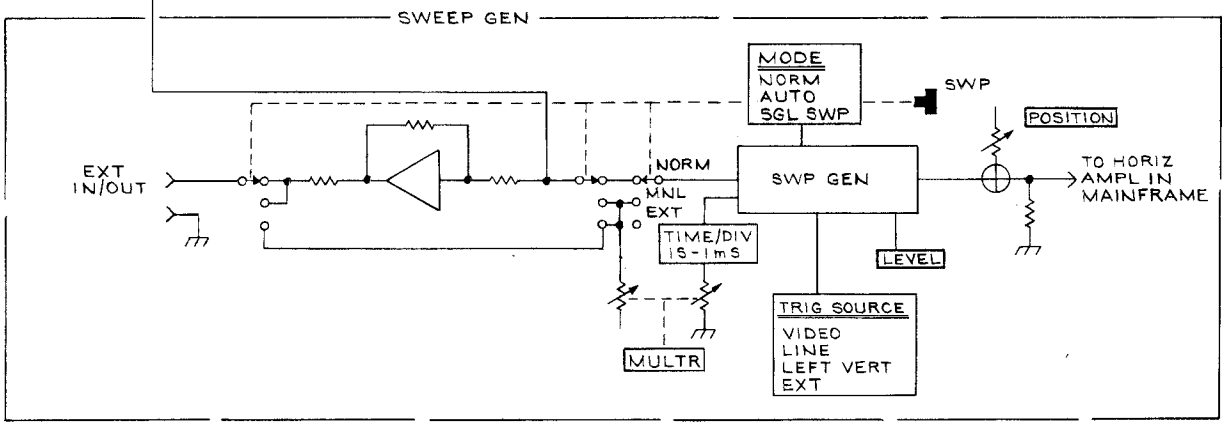 SWEEP GEN
MODE
NORM
AUTO
SGL SWP
SWP
POSITION
EXT
IN/OUT
NORM
MNL
EXT
SWP GEN
TO HORIZ
AMPL IN
MAINFRAME
TIME/DIV
1S-1mS
LEVEL
MULTR
TRIG SOURCE
VIDEO
LINE
LEFT VERT
EXT